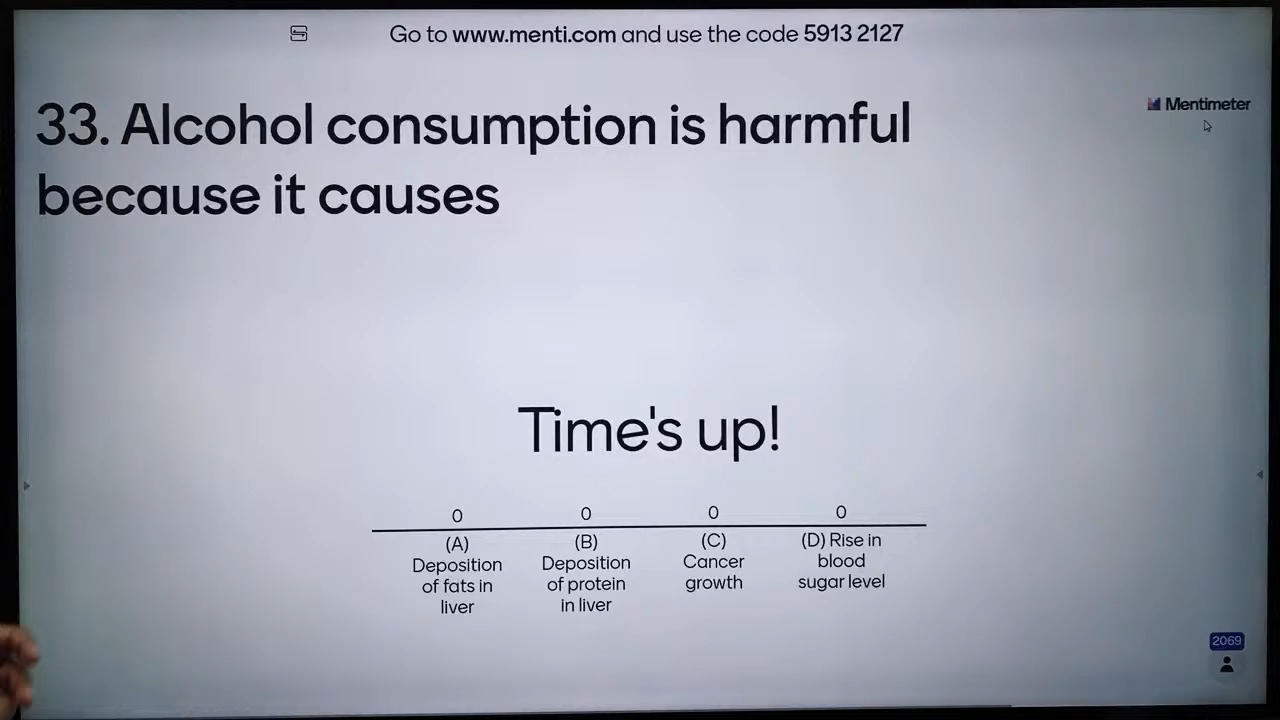 Go to www.menti.com and use the code 5913 2127
Mentimeter
33. Alcohol consumption is harmful
because it causes
Time's up!
0
0
0
0
(A)
Deposition
of fats in
liver
(B)
Deposition
of protein
in liver
(C)
Cancer
growth
(D) Rise in
blood
sugar level
2069